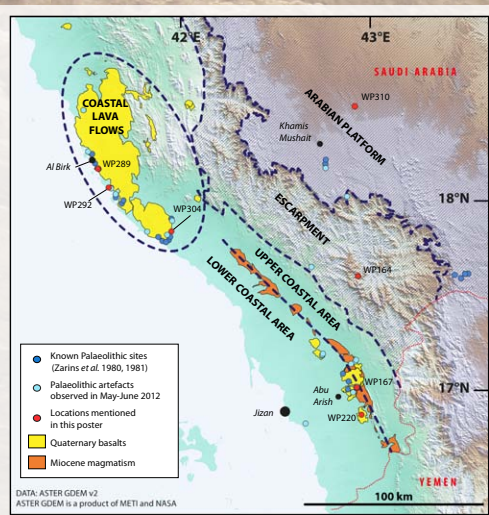 42°E
43°E
SAUDI ARABIA
COASTAL
LAVA
FLOWS
WP310
ARABIAN PLATFORM
Khamis
Mushait
Al Birk
WP289
WP292
WP304
18°N
ESCARPMENT
UPPER COASTAL AREA
LOWER COASTAL AREA
WP164
WP167
17°N
Abu
Arish
Jizan
WP220
YEMEN
Known Palaeolithic sites
(Zarins et al. 1980, 1981)
Palaeolithic artefacts
observed in May-June 2012
Locations mentioned
in this poster
Quaternary basalts
Miocene magmatism
DATA: ASTER GDEM v2
ASTER GDEM is a product of METI and NASA
100 km